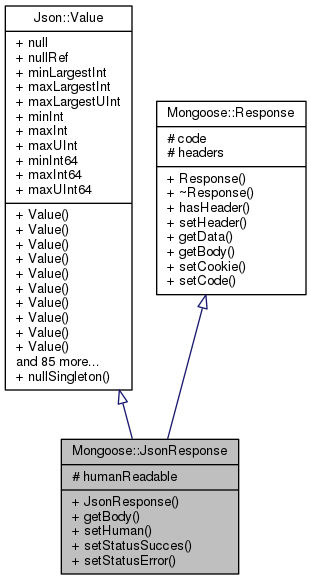 Json::Value
+ null
+ nullRef
+ minLargestInt
+ maxLargestInt
+ maxLargestUInt
+ minInt
+ maxInt
+ maxUInt
+ minInt64
+ maxInt64
+ maxUInt64
+ Value()
+ Value()
+ Value()
+ Value()
+ Value()
+ Value()
+ Value()
+ Value()
+ Value()
+ Value()
and 85 more...
+ nullSingleton()
Mongoose::Response
# code
# headers
+ Response()
+ ~Response()
+ hasHeader()
+ setHeader()
+ getData()
+ getBody()
+ setCookie()
+ setCode()
Mongoose::JsonResponse
# humanReadable
+ JsonResponse()
+ getBody()
+ setHuman()
+ setStatusSucces()
+ setStatusError()